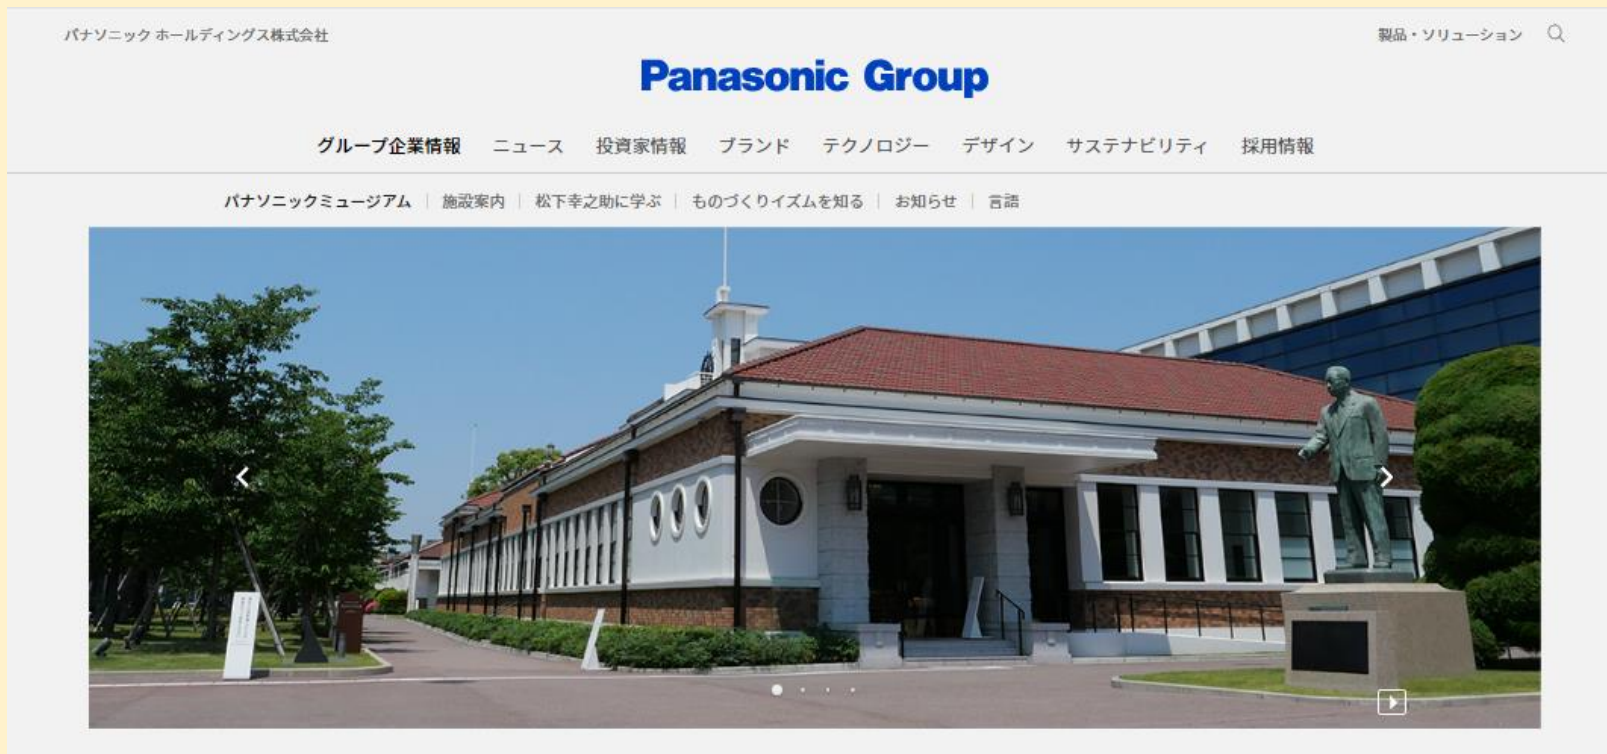 パナソニック ホールディングス株式会社
製品・ソリューション
Panasonic Group
グループ企業情報 ニュース 投資家情報 ブランド テクノロジー デザイン サステナビリティ 採用情報
パナソニックミュージアム | 施設案内 | 松下幸之助に学ぶ | ものづくりイズムを知る | お知らせ | 言語